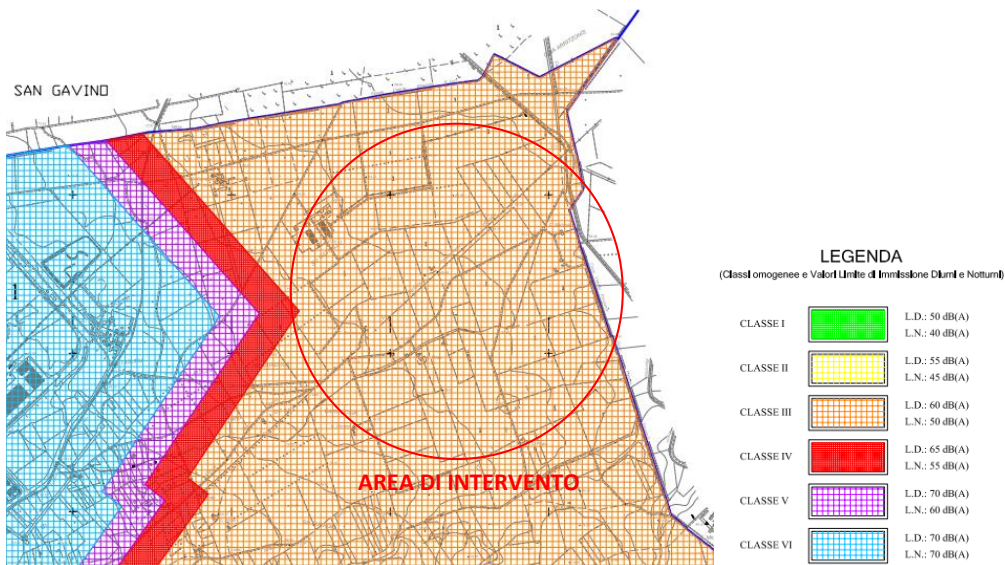 SAN GAVINO
AREA DI INTERVENTO
LEGENDA
(Classi omogenee e Valori Limite di Immissione Diurni e Notturni)
CLASSE I
L.D.: 50 dB(A)
L.N.: 40 dB(A)
CLASSE II
L.D.: 55 dB(A)
L.N.: 45 dB(A)
CLASSE III
L.D.: 60 dB(A)
L.N.: 50 dB(A)
CLASSE IV
L.D.: 65 dB(A)
L.N.: 55 dB(A)
CLASSE V
L.D.: 70 dB(A)
L.N.: 60 dB(A)
CLASSE VI
L.D.: 70 dB(A)
L.N.: 70 dB(A)